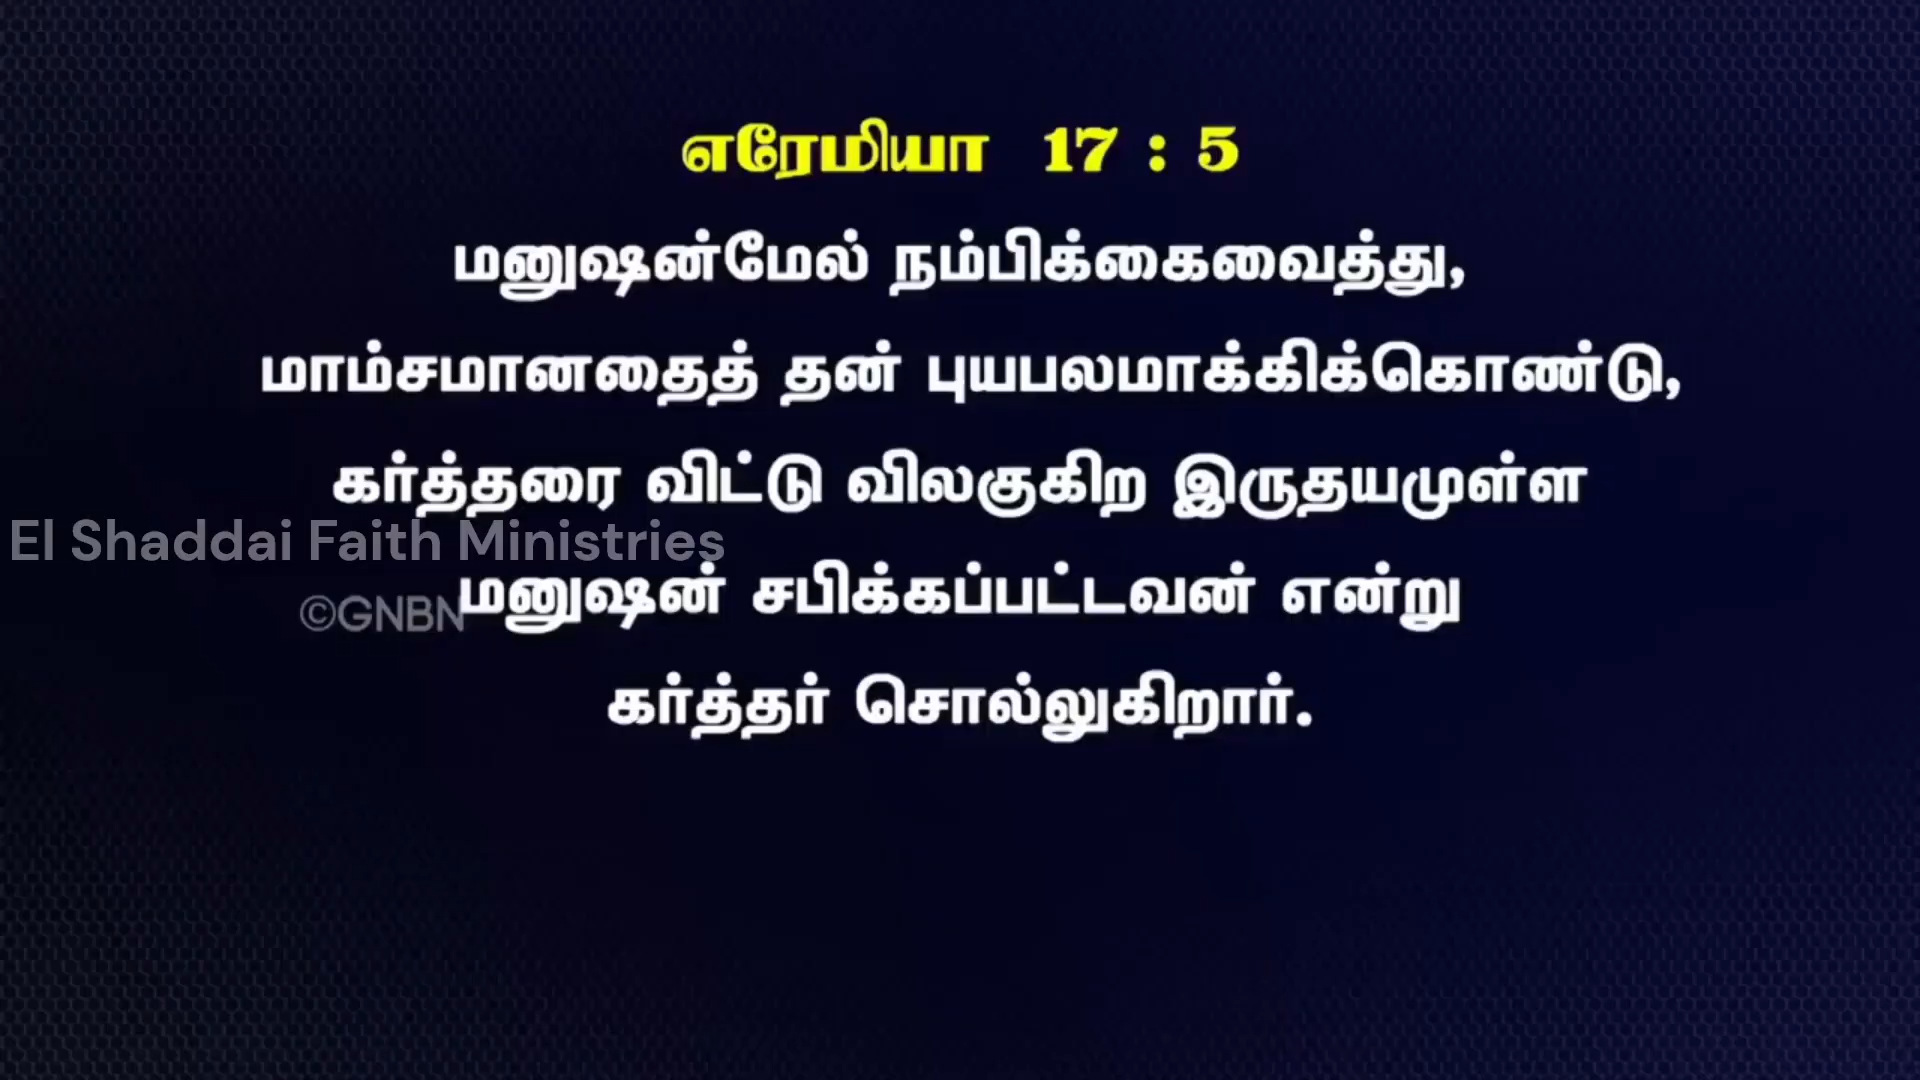 எரேமியா 17 : 5
மனுஷன்மேல் நம்பிக்கைவைத்து,
மாம்சமானதைத் தன் புயபலமாக்கிக்கொண்டு,
கர்த்தரை விட்டு விலகுகிற இருதயமுள்ள
El Shaddai Faith Ministries
©GNBN
மனுஷன் சபிக்கப்பட்டவன் என்று
கர்த்தர் சொல்லுகிறார்.